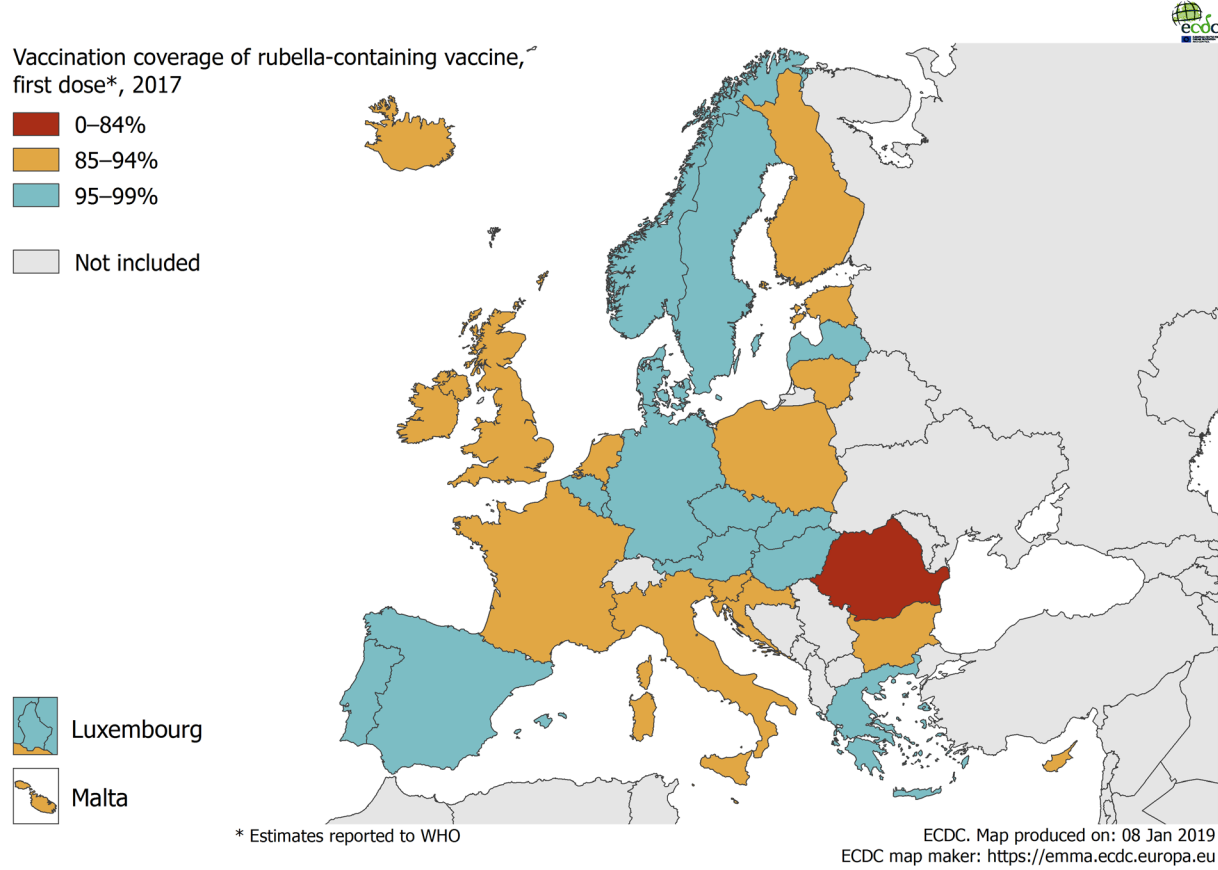 ecdc
Vaccination coverage of rubella-containing vaccine,
first dose*, 2017
0–84%
85–94%
95–99%
Not included
Luxembourg
Malta
* Estimates reported to WHO
ECDC. Map produced on: 08 Jan 2019
ECDC map maker: https://emma.ecdc.europa.eu